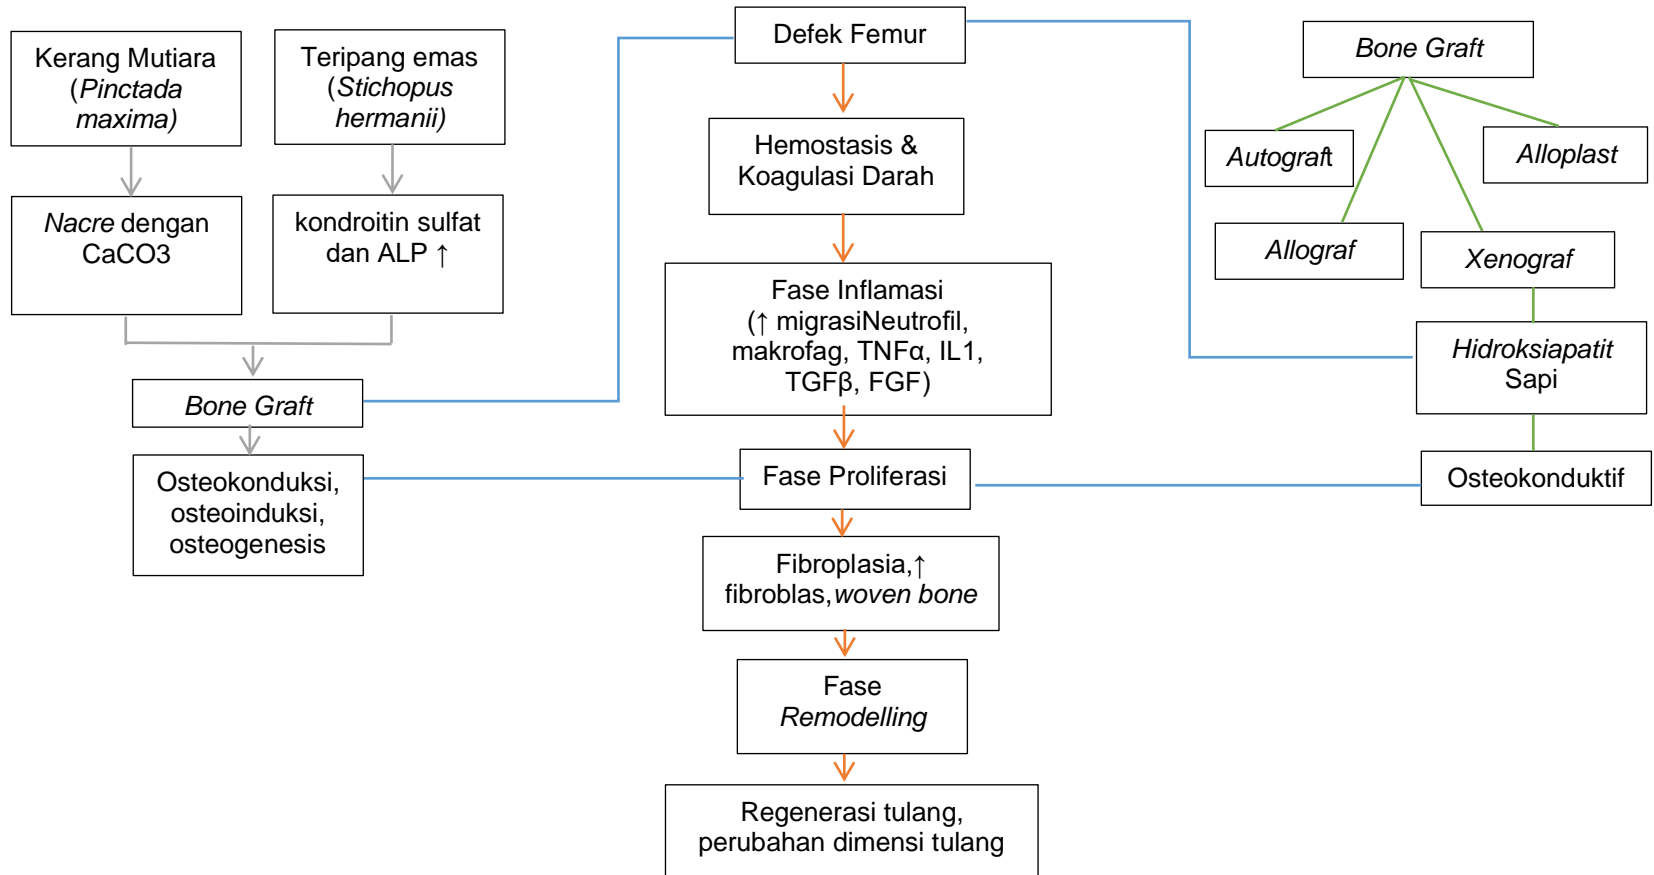 Kerang Mutiara
(Pinctada
maxima)
Teripang emas
(Stichopus
hermanii)
Nacre dengan
CaCO3
kondroitin sulfat
dan ALP ↑
Bone Graft
Osteokonduksi,
osteoinduksi,
osteogenesis
Defek Femur
Hemostasis &
Koagulasi Darah
Fase Inflamasi
(↑ migrasiNeutrofil,
makrofag, TNFα, IL1,
TGFβ, FGF)
Fase Proliferasi
Fibroplasia,↑
fibroblas,woven bone
Fase
Remodelling
Regenerasi tulang,
perubahan dimensi tulang
Bone Graft
Autograft
Alloplast
Allograf
Xenograf
Hidroksiapatit
Sapi
Osteokonduktif